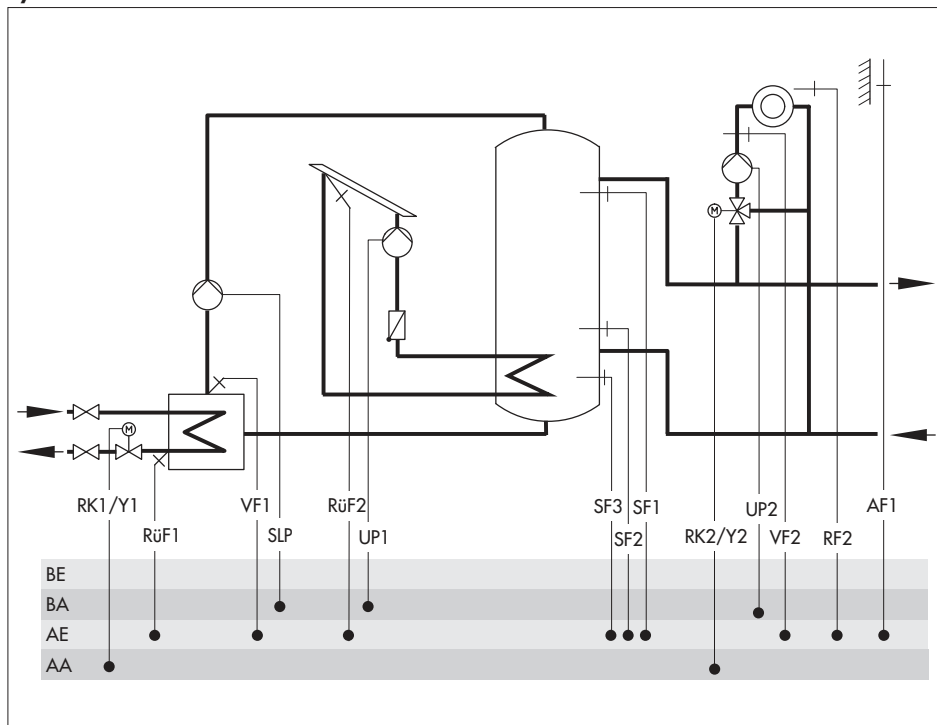 M
M
RK1/Y1
VF1
RüF2
SF3
SF1
UP2
AF1
RüF1
SLP
UP1
SF2
RK2/Y2
VF2
RF2
BE
BA
AE
AA